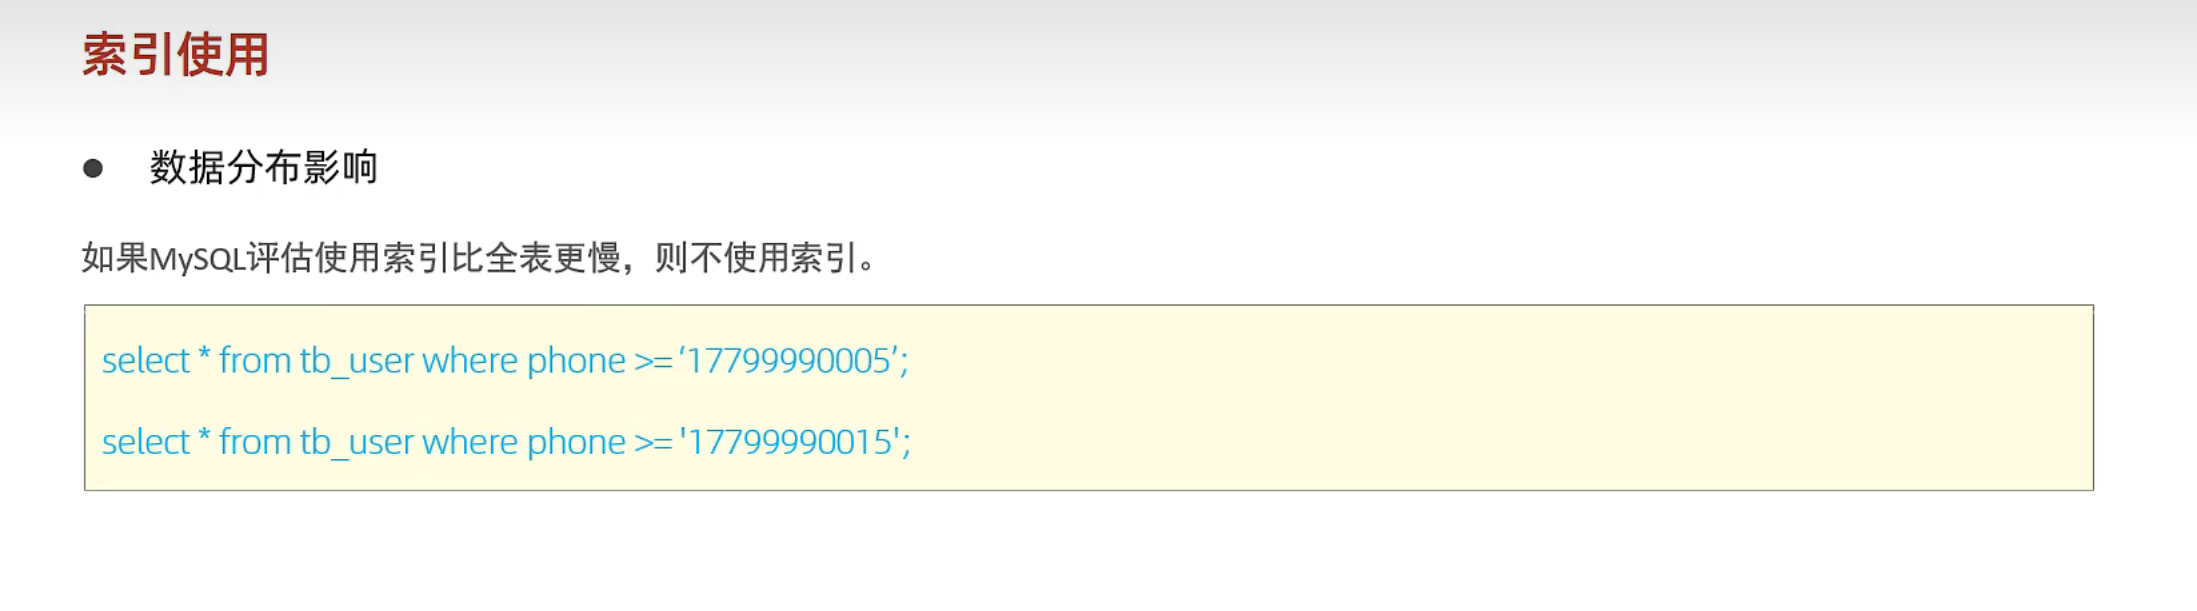 索引使用
● 数据分布影响
如果MySQL评估使用索引比全表更慢，则不使用索引。
select * from tb_user where phone >= ‘17799990005’;
select * from tb_user where phone >= '17799990015';